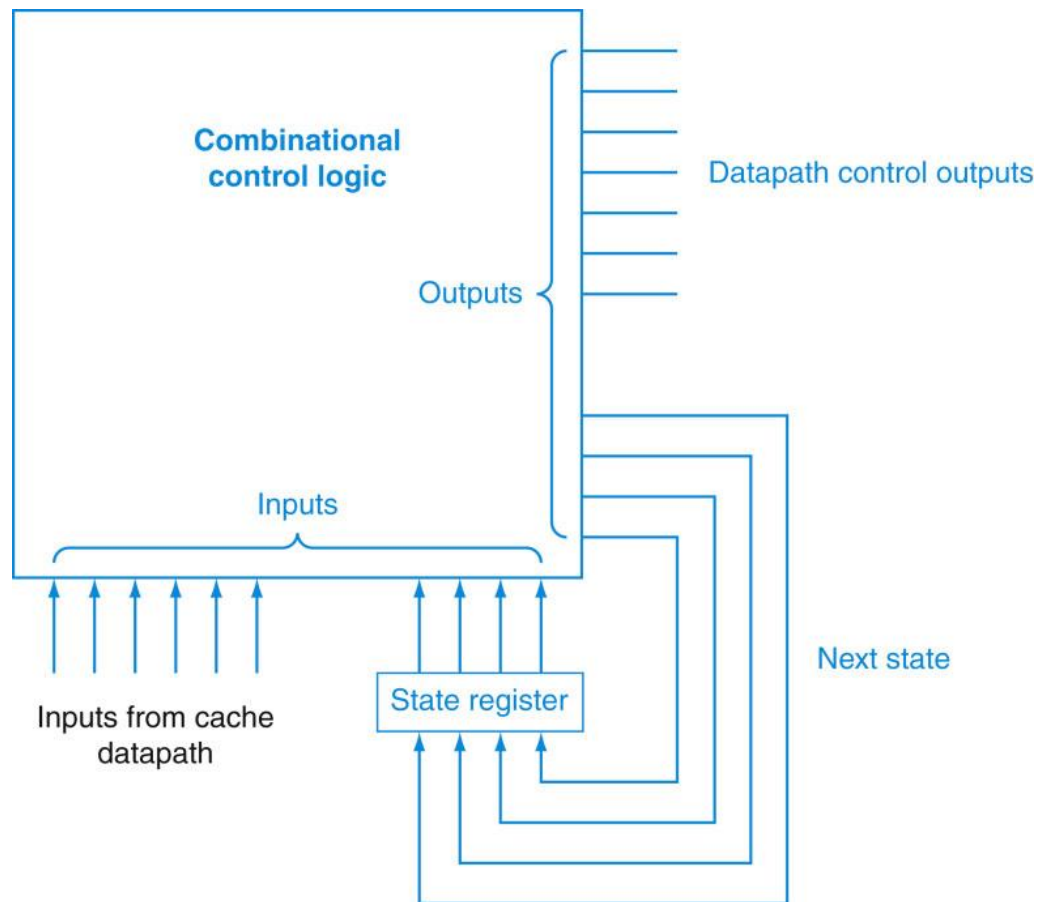 Combinational
control logic
Datapath control outputs
Outputs
Inputs
Next state
State register
Inputs from cache
datapath